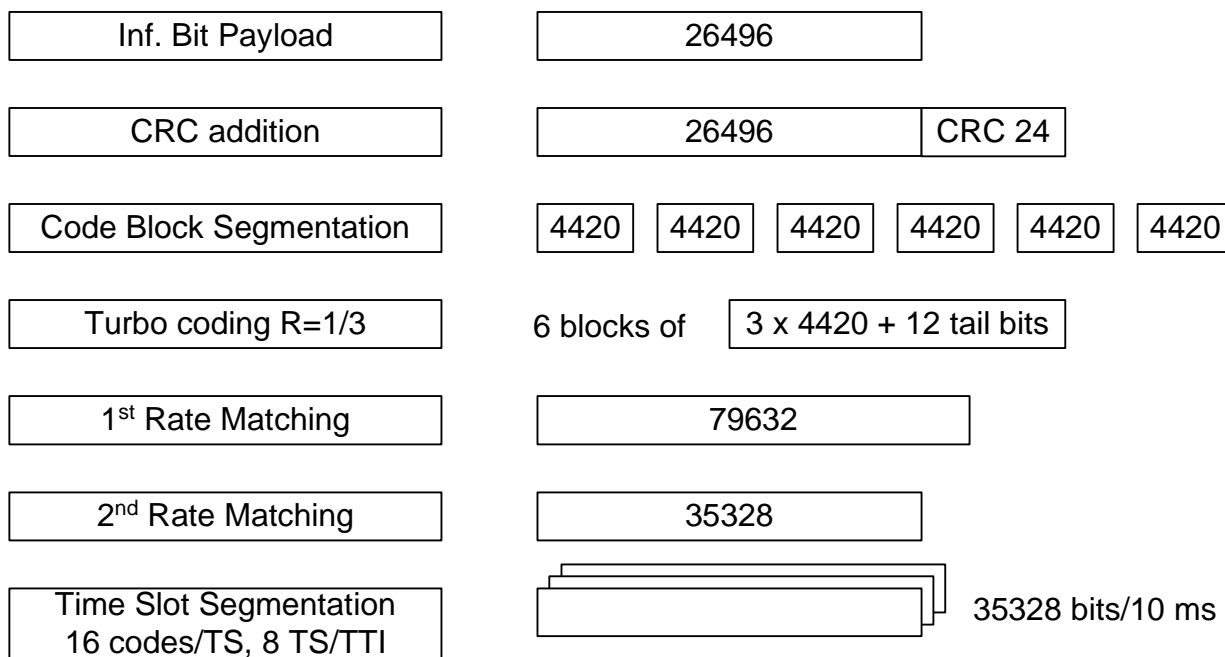 Inf. Bit Payload 26496
CRC addition 26496 CRC 24
Code Block Segmentation 4420 4420 4420 4420 4420 4420
Turbo coding R=1/3 6 blocks of 3 x 4420 + 12 tail bits
1st Rate Matching 79632
2nd Rate Matching 35328
Time Slot Segmentation
16 codes/TS, 8 TS/TTI
35328 bits/10 ms